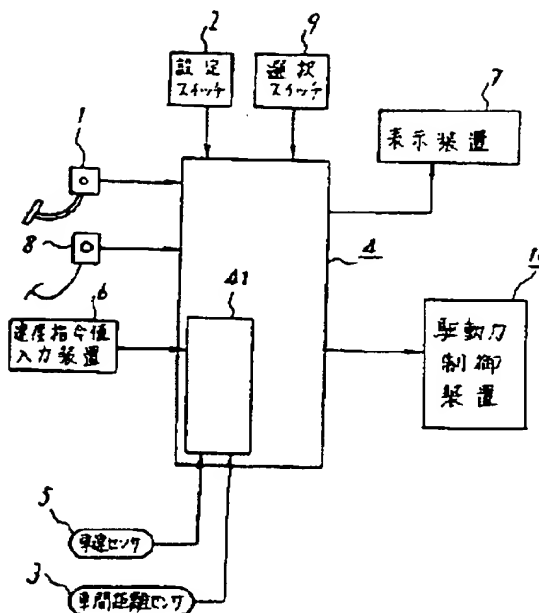 2
9
設定
スイッチ
選択
スイッチ
7
表示装置
1
8
4
41
6
速度指令値
入力装置
駆動力
制御
装置
5
車速センサ
3
車間距離センサ